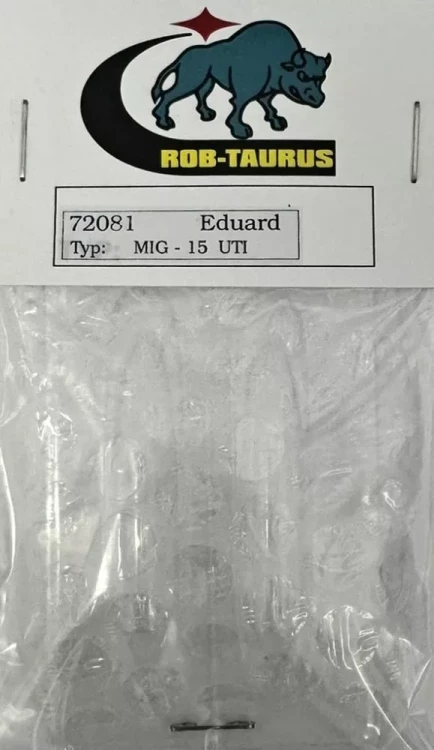 ROB-TAURUS
72081 Eduard
Typ: MIG - 15 UTI